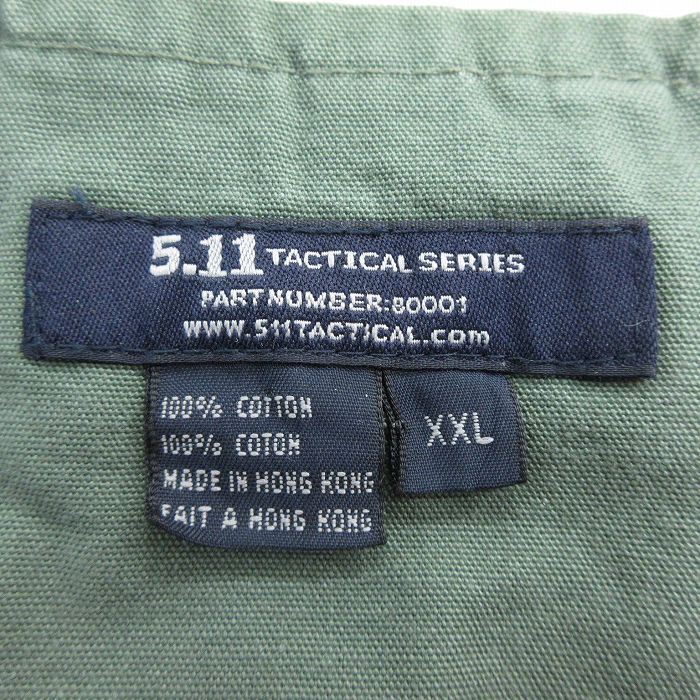 5.11 TACTICAL SERIES
PART NUMBER:80001
WWW.511TACTICAL.com
100% COTTON
100% COTON
MADE IN HONG KONG
FAIT A HONG KONG
XXL